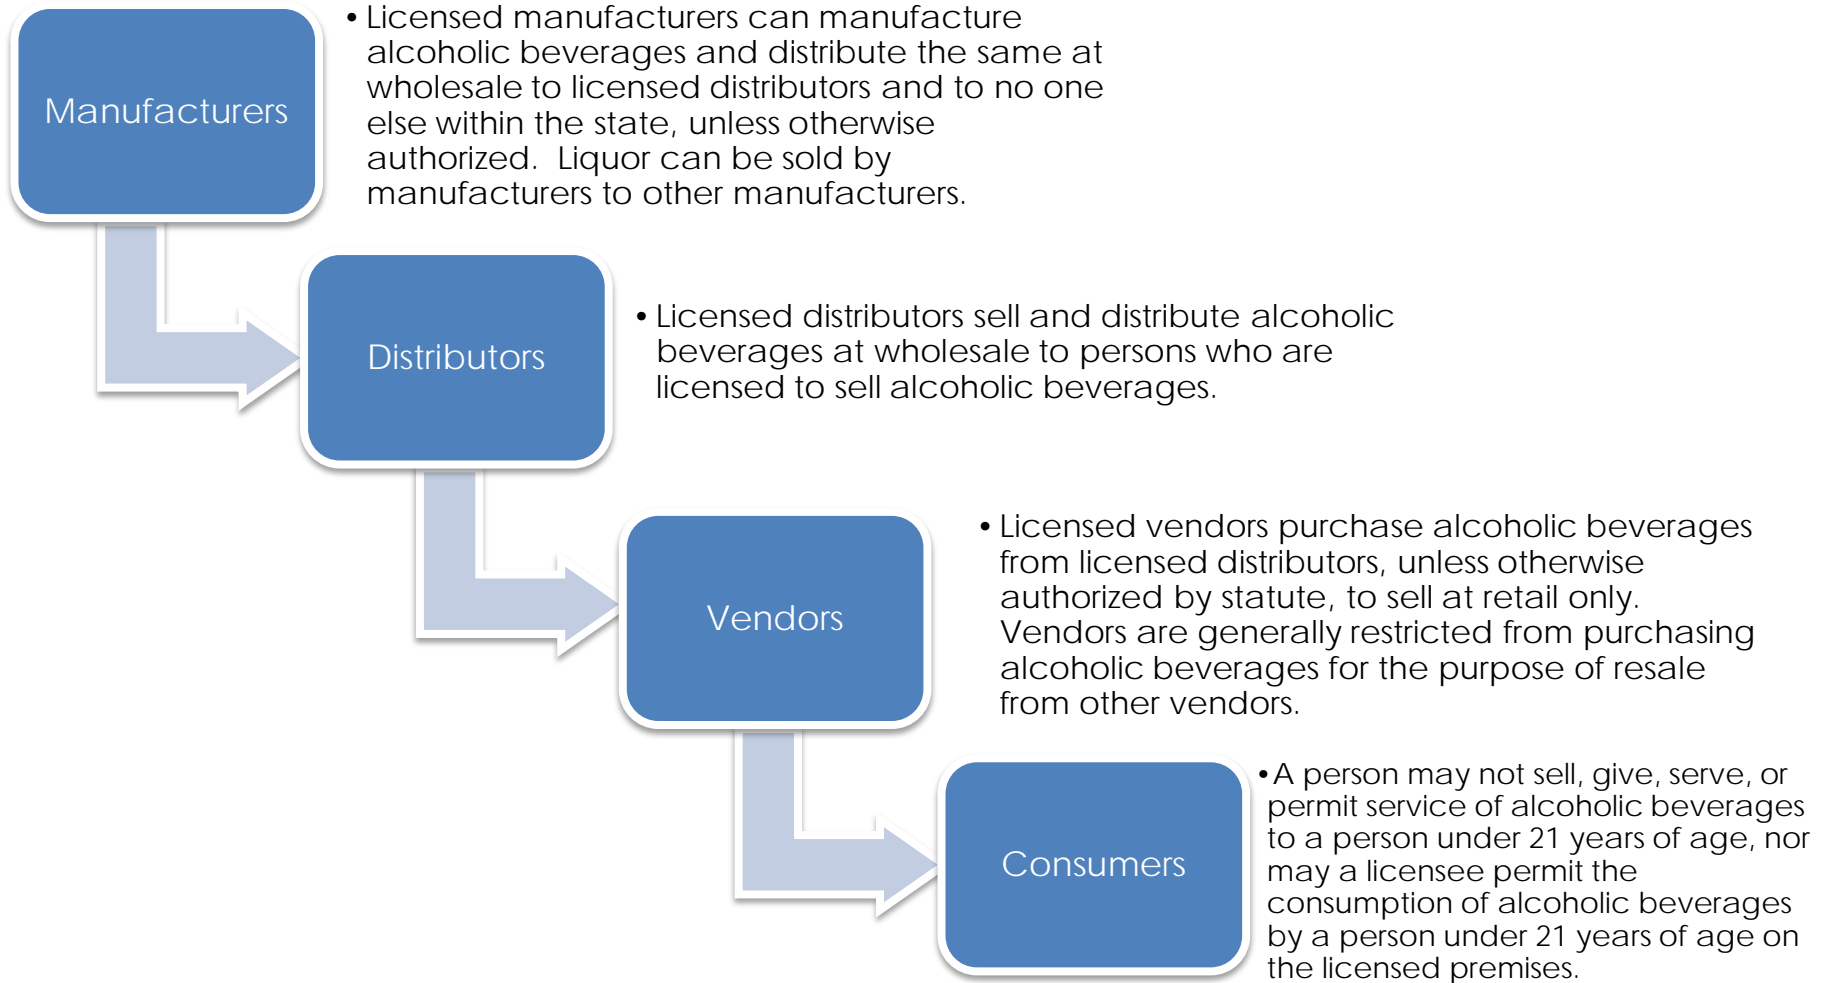 Manufacturers
• Licensed manufacturers can manufacture
alcoholic beverages and distribute the same at
wholesale to licensed distributors and to no one
else within the state, unless otherwise
authorized.  Liquor can be sold by
manufacturers to other manufacturers.
Distributors
• Licensed distributors sell and distribute alcoholic
beverages at wholesale to persons who are
licensed to sell alcoholic beverages.
Vendors
• Licensed vendors purchase alcoholic beverages
from licensed distributors, unless otherwise
authorized by statute, to sell at retail only.
Vendors are generally restricted from purchasing
alcoholic beverages for the purpose of resale
from other vendors.
Consumers
• A person may not sell, give, serve, or
permit service of alcoholic beverages
to a person under 21 years of age, nor
may a licensee permit the
consumption of alcoholic beverages
by a person under 21 years of age on
the licensed premises.